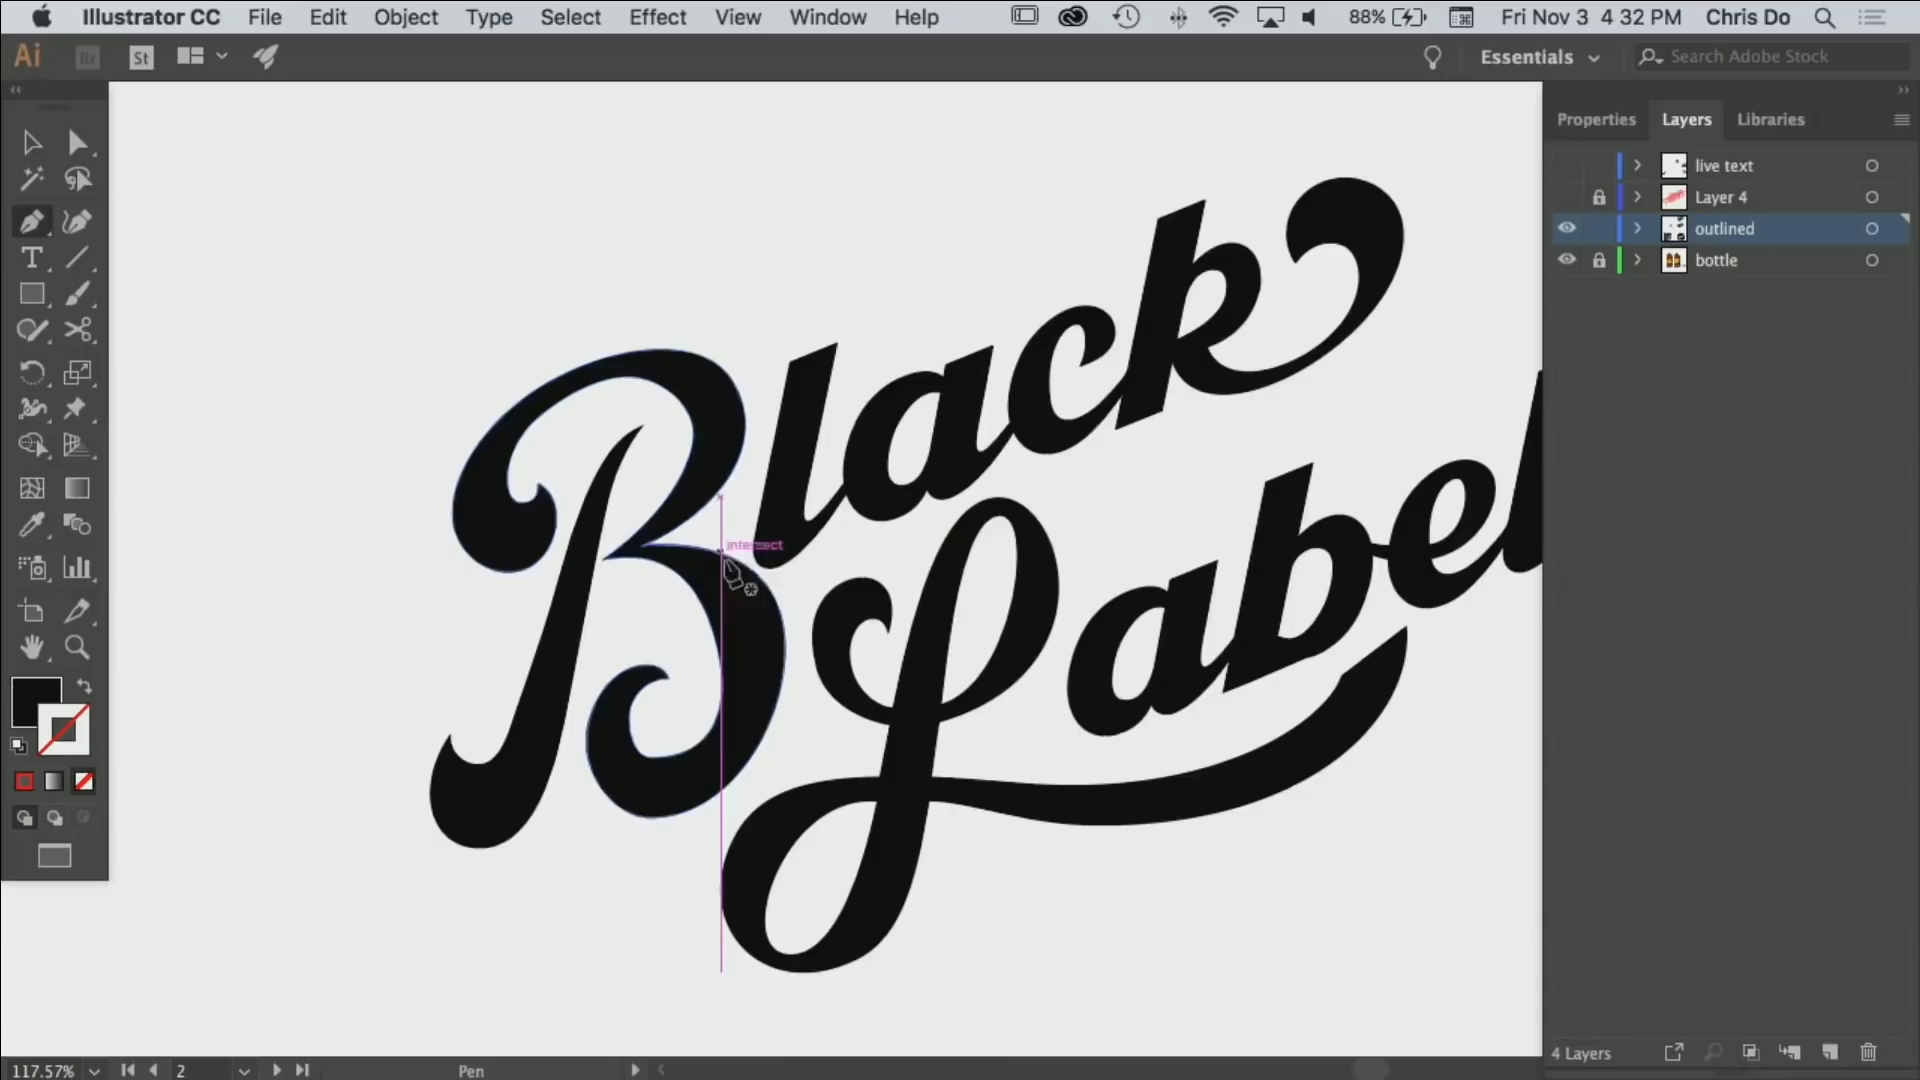 Illustrator CC File Edit Object Type Select Effect View Window Help 88% Fri Nov 3 4:32 PM Chris Do
Ai Br St Essentials Search Adobe Stock
Properties Layers Libraries
live text
Layer 4
outlined
bottle
Black
Label
intersect
4 Layers
117.57% 2 Pen